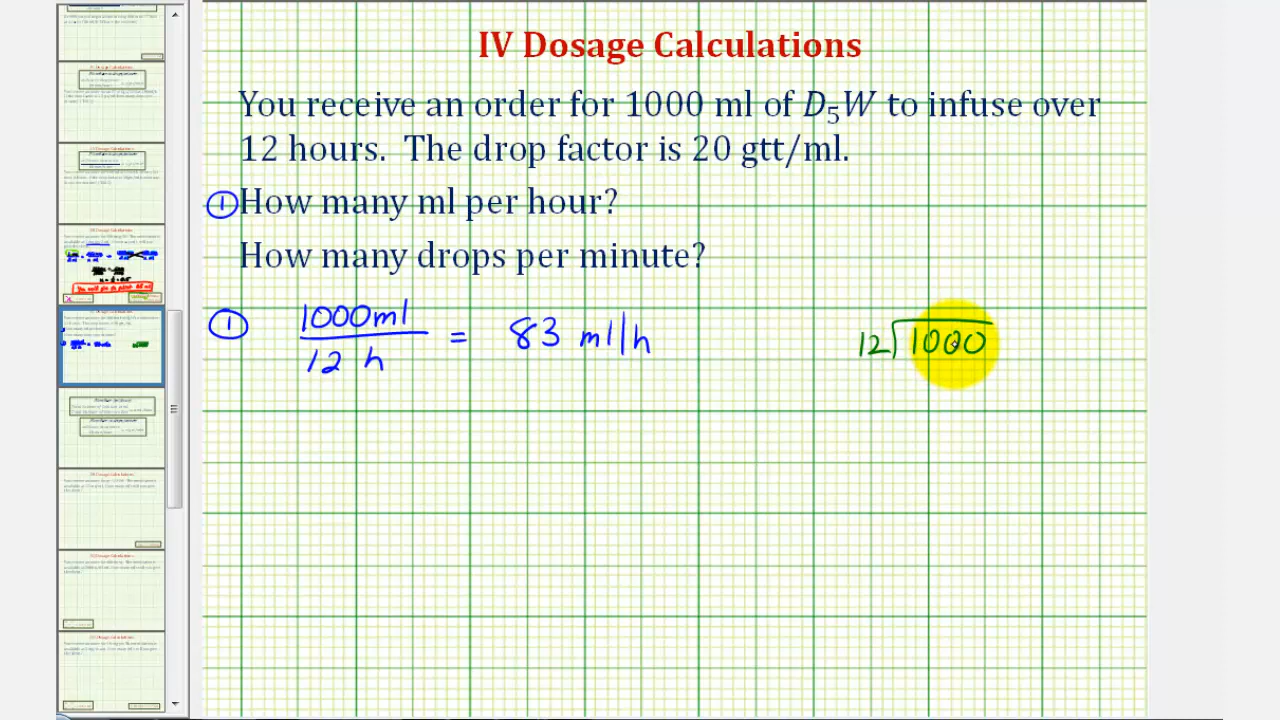 IV Dosage Calculations
You receive an order for 1000 ml of D₅W to infuse over
12 hours. The drop factor is 20 gtt/ml.
① How many ml per hour?
How many drops per minute?
① 1000ml
12 h
= 83 ml/h
12 1000